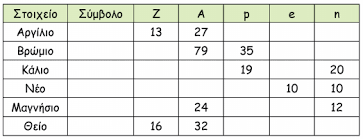 Στοιχείο Σύμβολο Z A p e n
Αργίλιο 13 27
Βρώμιο 79 35
Κάλιο 19 20
Νέο 10 10
Μαγνήσιο 24 12
Θείο 16 32